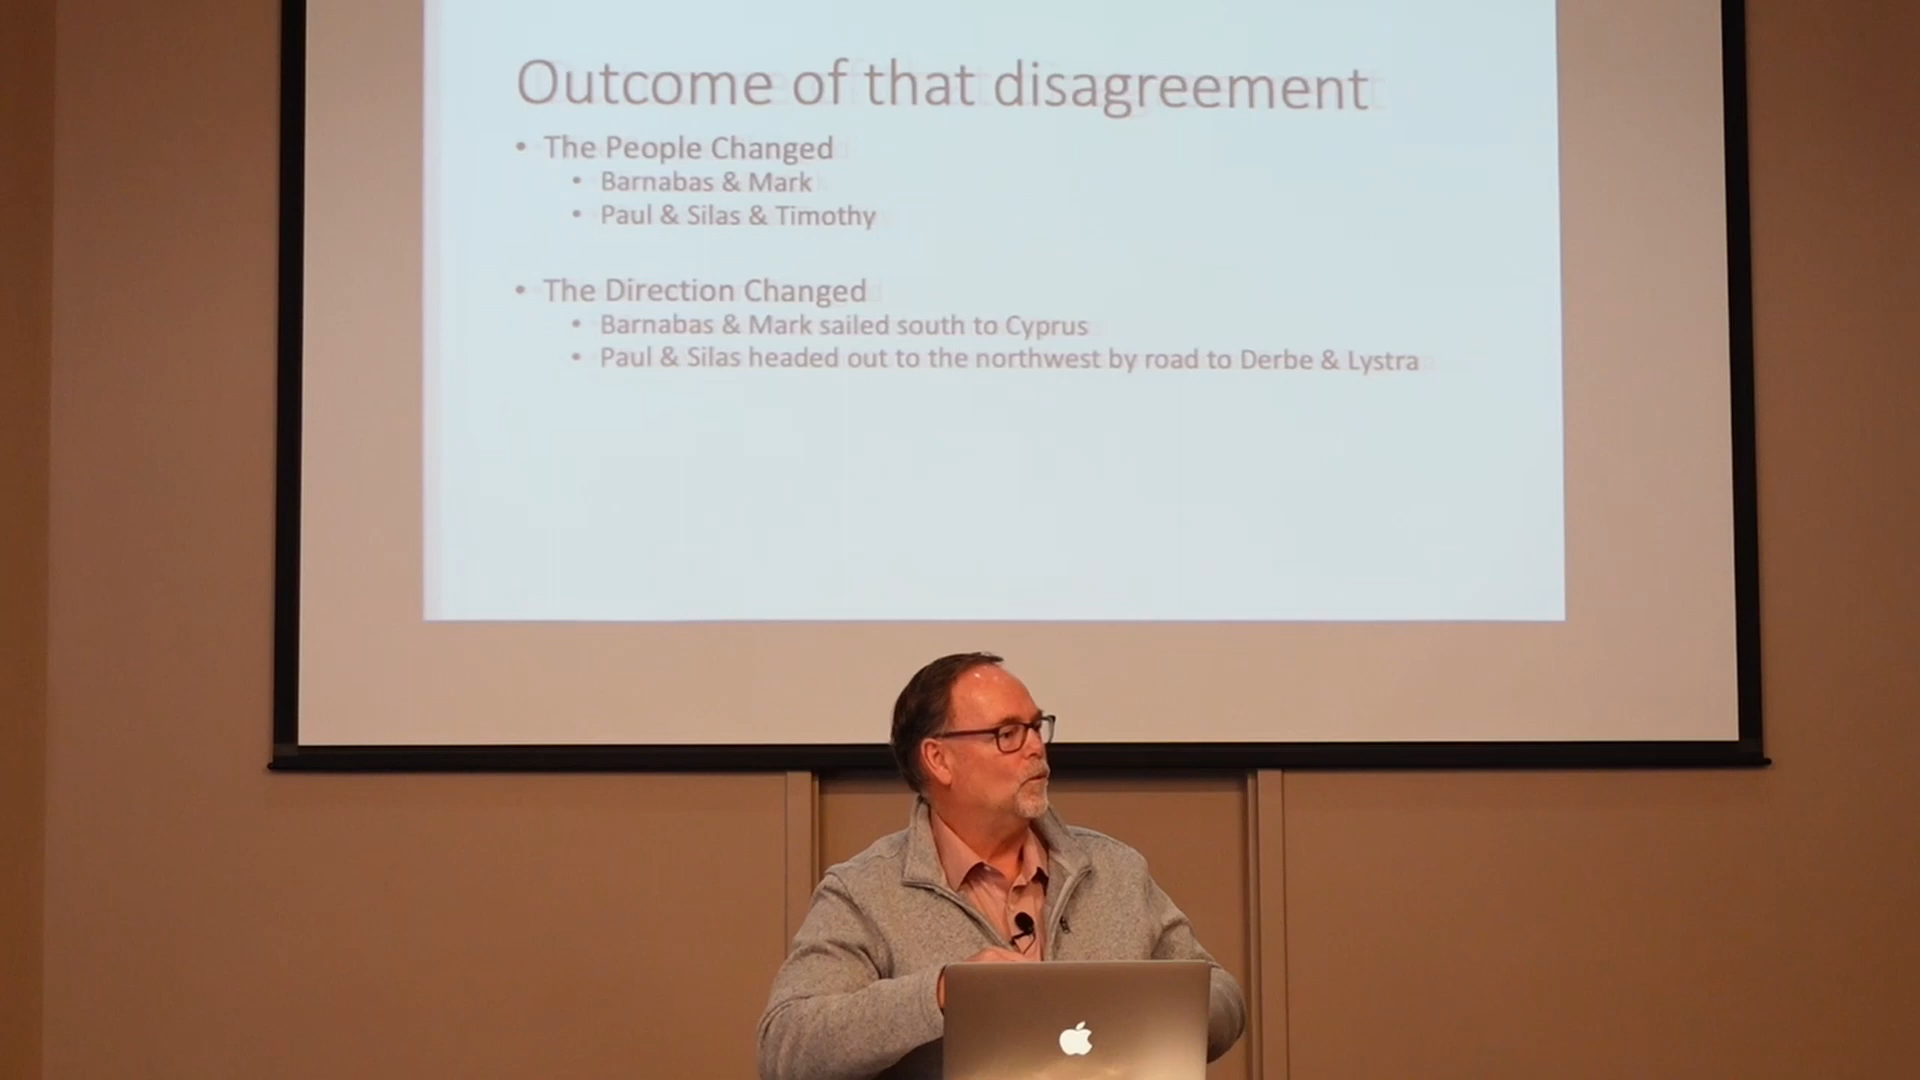 Outcome of that disagreement
• The People Changed
• Barnabas & Mark
• Paul & Silas & Timothy
• The Direction Changed
• Barnabas & Mark sailed south to Cyprus
• Paul & Silas headed out to the northwest by road to Derbe & Lystra